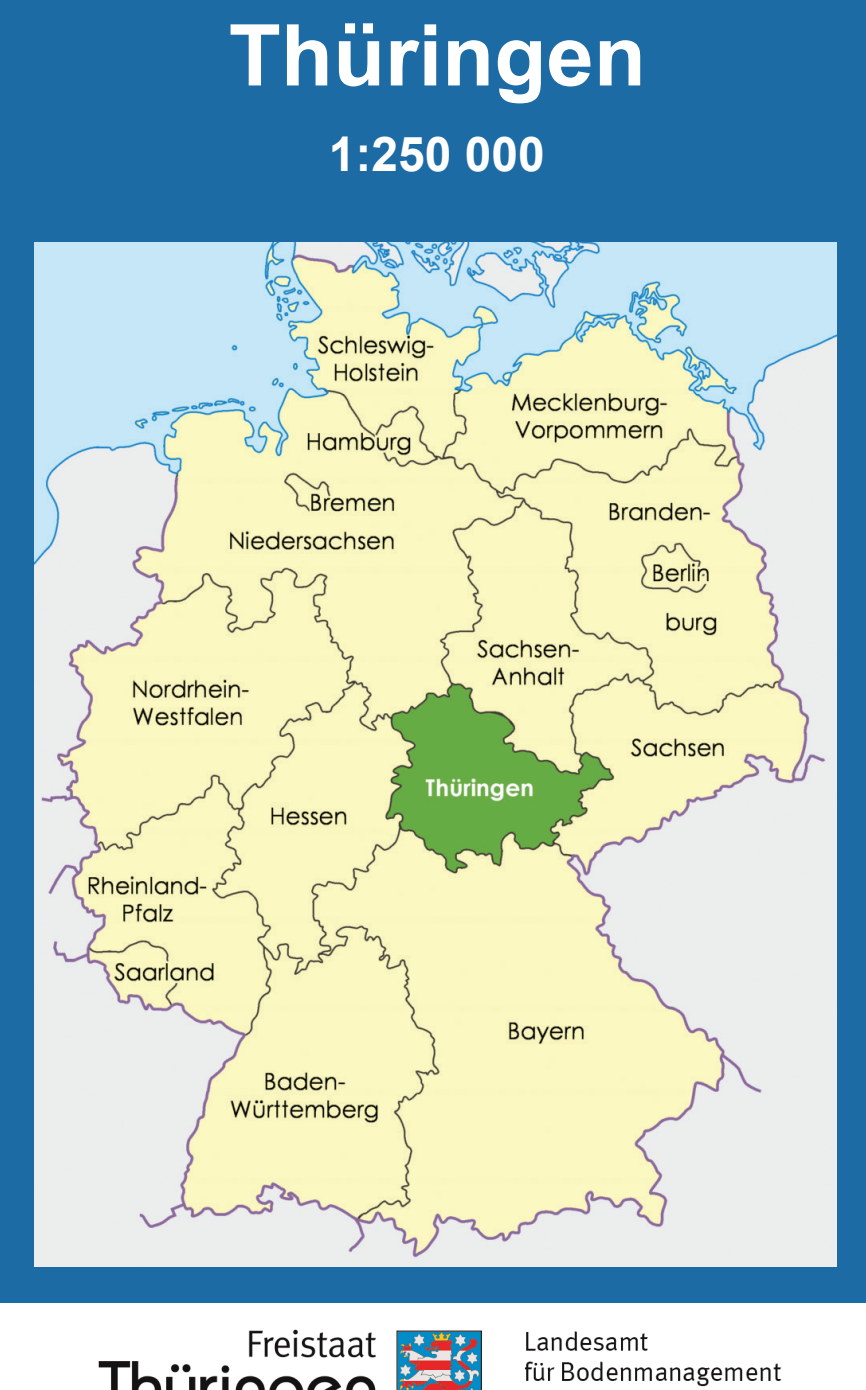 Thüringen
1:250 000
Schleswig-
Holstein
Mecklenburg-
Vorpommern
Hamburg
Bremen
Branden-
Niedersachsen
Berlin
burg
Sachsen-
Anhalt
Nordrhein-
Westfalen
Sachsen
Thüringen
Hessen
Rheinland-
Pfalz
Saarland
Bayern
Baden-
Württemberg
Freistaat
Thüringen
Landesamt
für Bodenmanagement